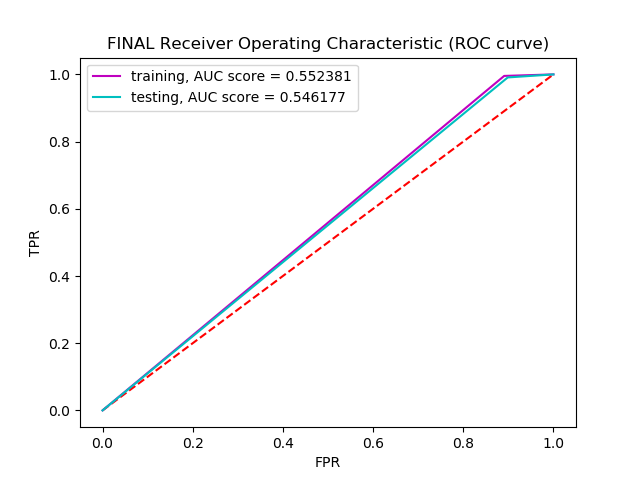 FINAL Receiver Operating Characteristic (ROC curve)
training, AUC score = 0.552381
testing, AUC score = 0.546177
1.0
0.8
0.6
0.4
0.2
0.0
TPR
0.0 0.2 0.4 0.6 0.8 1.0
FPR